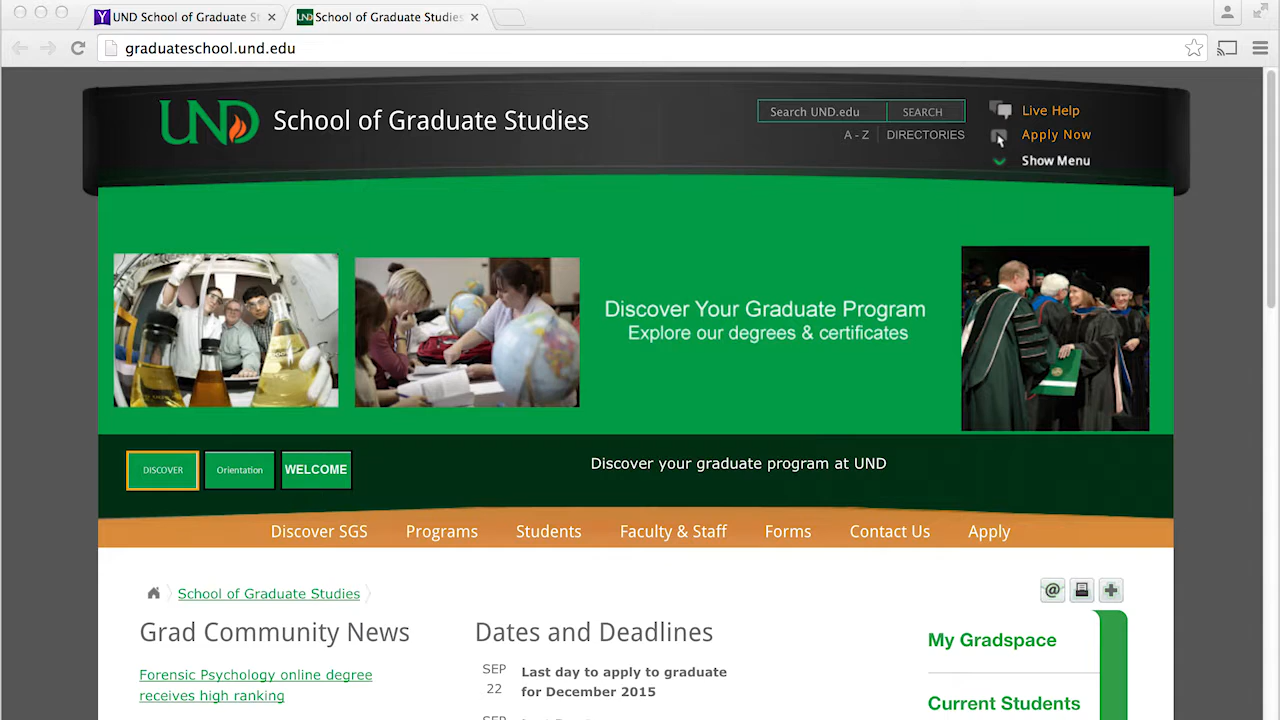 UND School of Graduate St
School of Graduate Studies
graduateschool.und.edu
UND School of Graduate Studies
Search UND.edu SEARCH
A - Z DIRECTORIES
Live Help
Apply Now
Show Menu
Discover Your Graduate Program
Explore our degrees & certificates
DISCOVER Orientation WELCOME
Discover your graduate program at UND
Discover SGS Programs Students Faculty & Staff Forms Contact Us Apply
School of Graduate Studies
Grad Community News
Forensic Psychology online degree
receives high ranking
Dates and Deadlines
SEP
22
Last day to apply to graduate
for December 2015
SEP
My Gradspace
Current Students